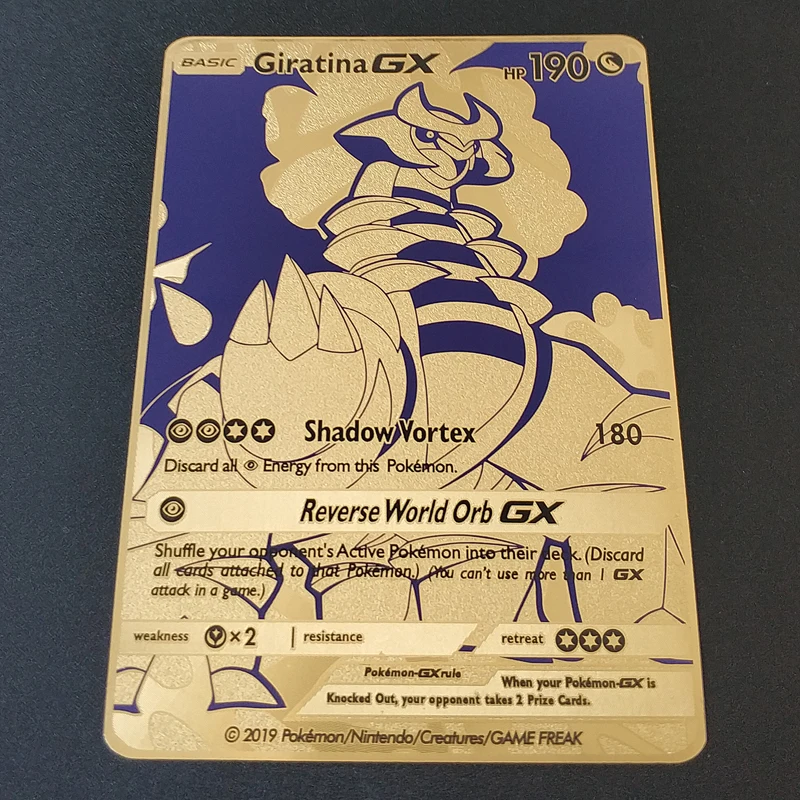 BASIC Giratina GX HP 190
Shadow Vortex 180
Discard all Energy from this Pokémon.
Reverse World Orb GX
Shuffle your opponent's Active Pokémon into their deck. (Discard
all cards attached to that Pokémon.) (You can't use more than 1 GX
attack in a game.)
weakness ×2 resistance retreat
Pokémon-GX rule When your Pokémon-GX is
Knocked Out, your opponent takes 2 Prize Cards.
© 2019 Pokémon/Nintendo/Creatures/GAME FREAK